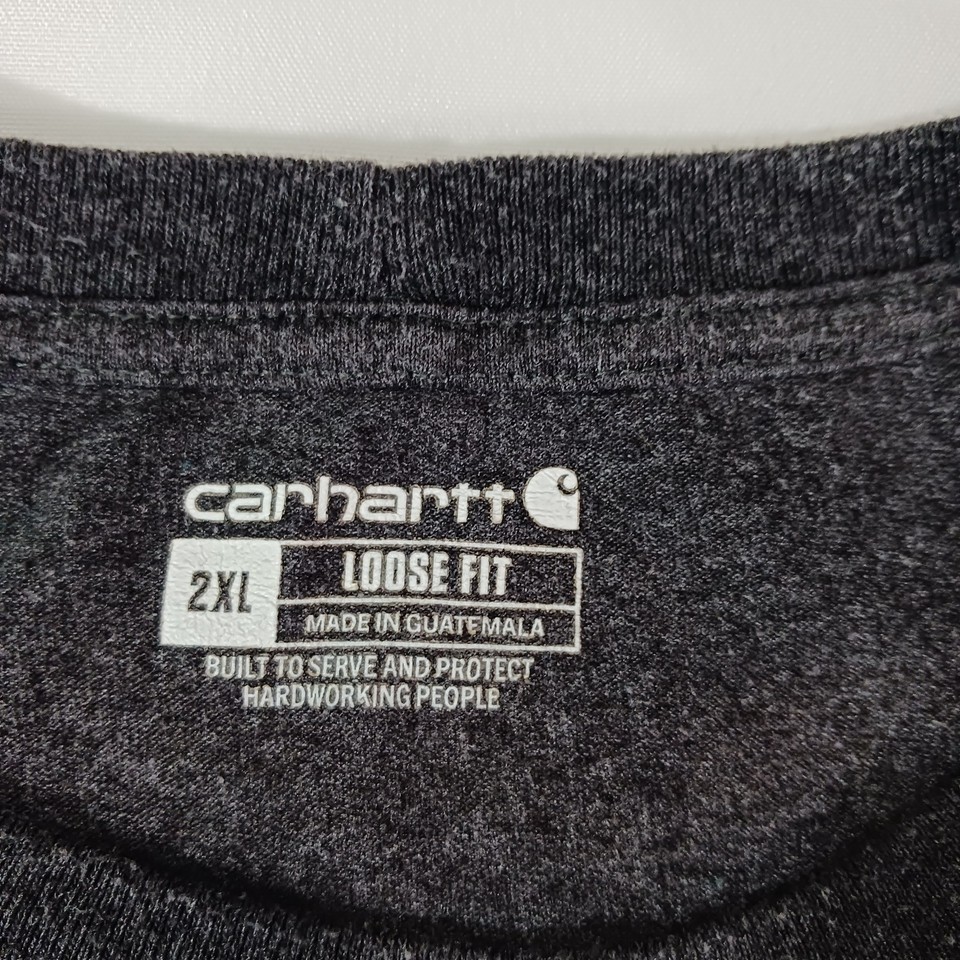 carhartt
2XL
LOOSE FIT
MADE IN GUATEMALA
BUILT TO SERVE AND PROTECT
HARDWORKING PEOPLE